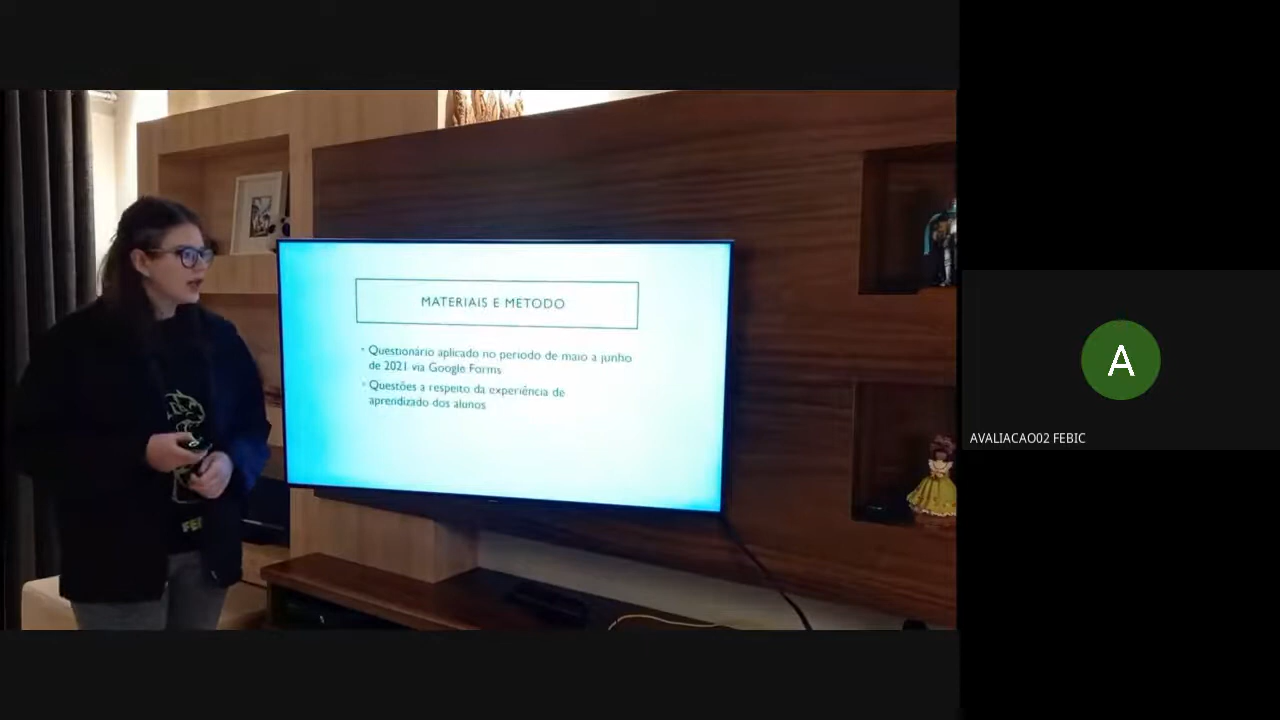 MATERIAIS E MÉTODO
• Questionário aplicado no período de maio a junho
de 2021 via Google Forms
• Questões a respeito da experiência de
aprendizado dos alunos
A
AVALIACAO02 FEBIC